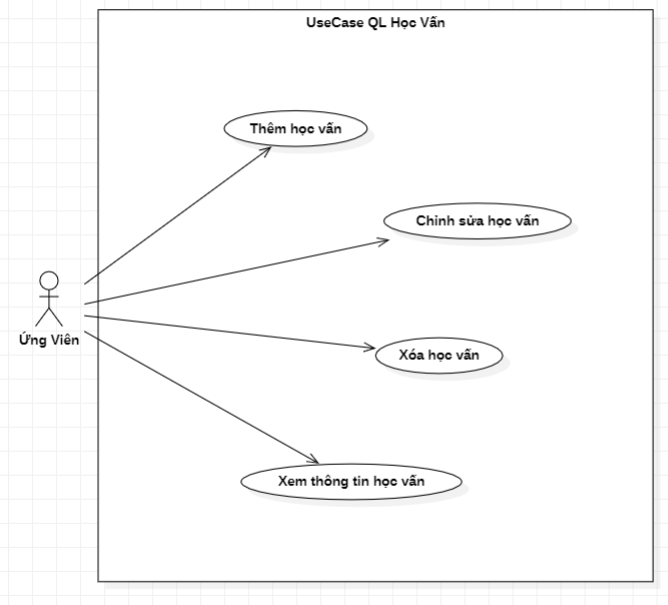 UseCase QL Học Vấn
Thêm học vấn
Chỉnh sửa học vấn
Ứng Viên
Xóa học vấn
Xem thông tin học vấn